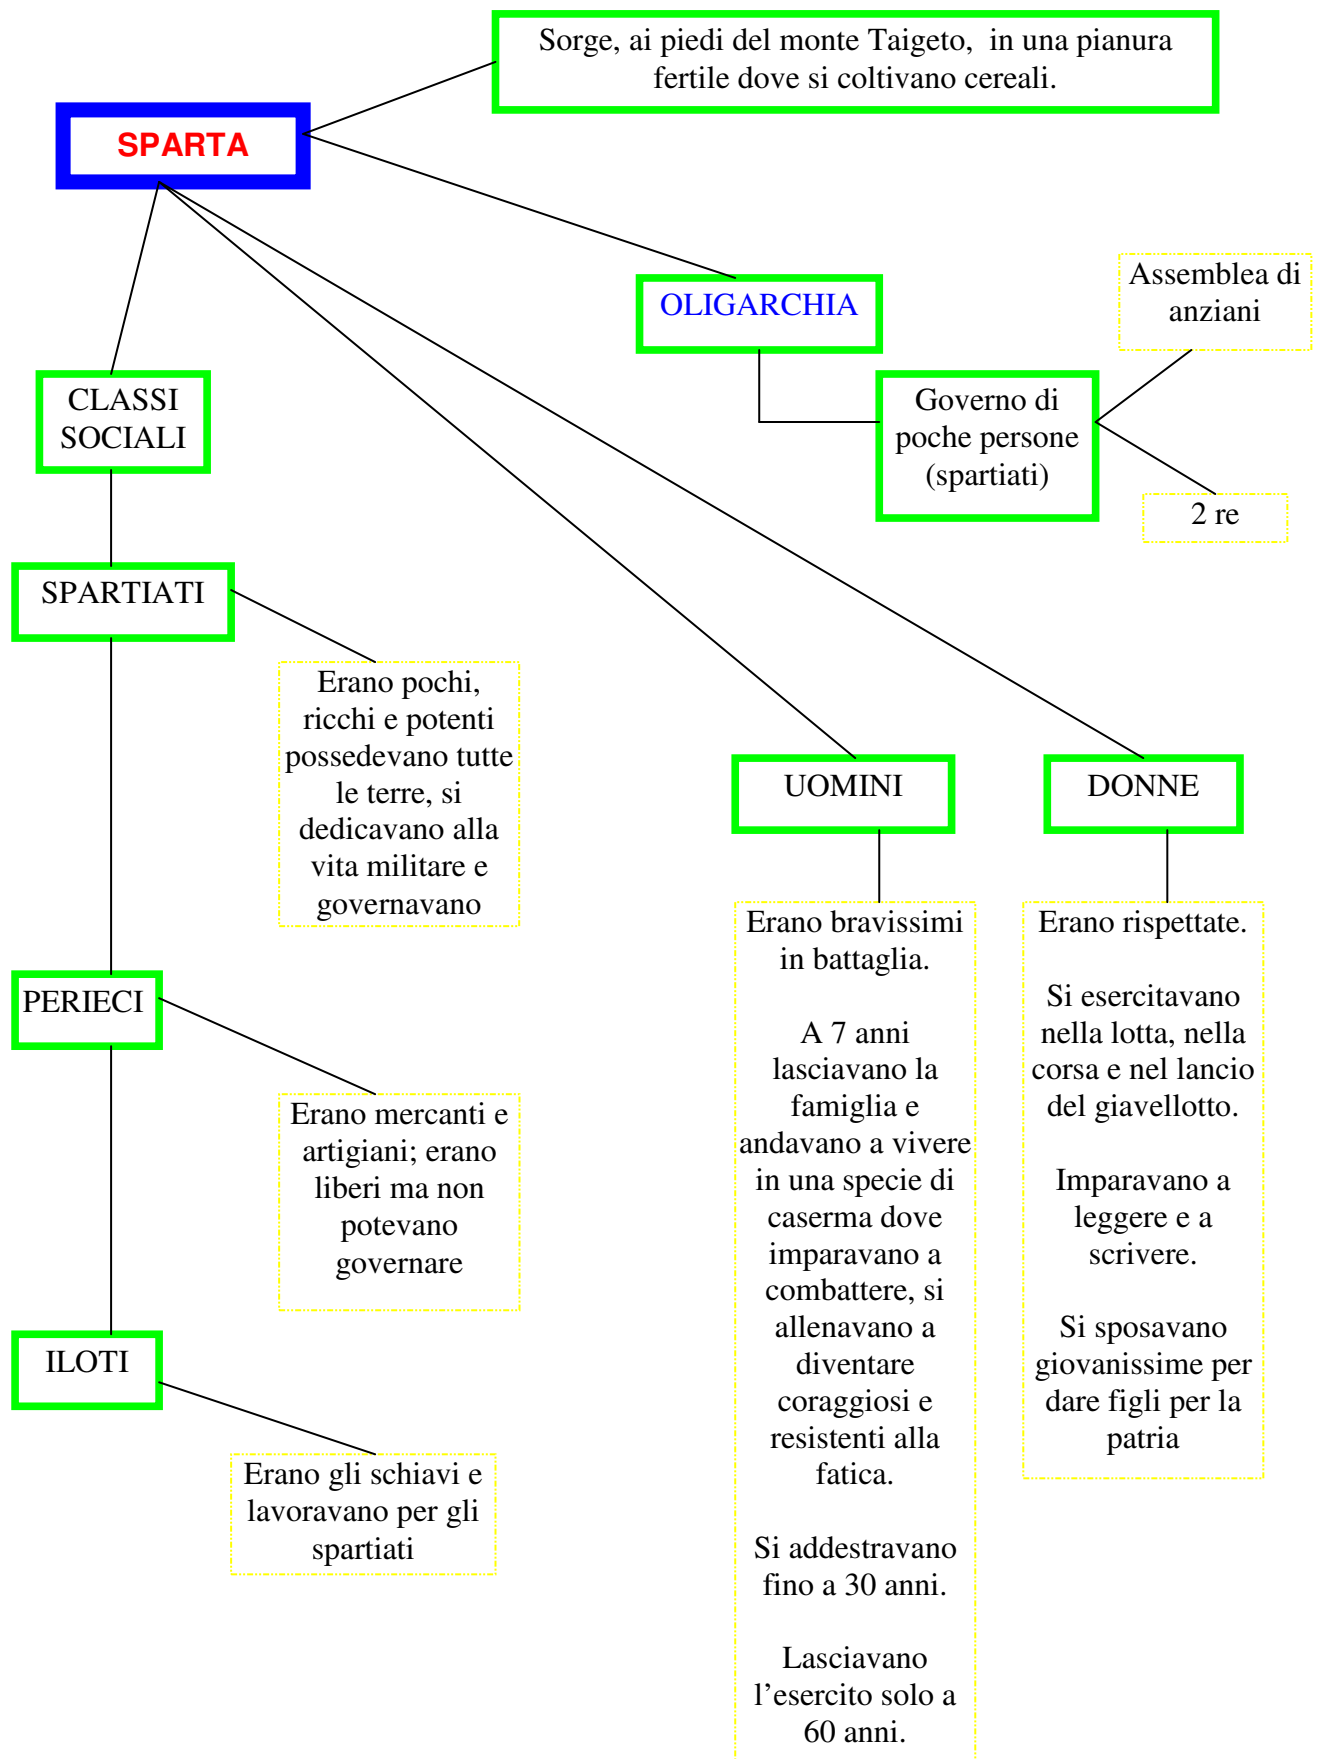 Sorge, ai piedi del monte Taigeto, in una pianura
fertile dove si coltivano cereali.
SPARTA
OLIGARCHIA
Assemblea di
anziani
Governo di
poche persone
(spartiati)
2 re
CLASSI
SOCIALI
SPARTIATI
Erano pochi,
ricchi e potenti
possedevano tutte
le terre, si
dedicavano alla
vita militare e
governavano
PERIECI
Erano mercanti e
artigiani; erano
liberi ma non
potevano
governare
ILOTI
Erano gli schiavi e
lavoravano per gli
spartiati
UOMINI
Erano bravissimi
in battaglia.
A 7 anni
lasciavano la
famiglia e
andavano a vivere
in una specie di
caserma dove
imparavano a
combattere, si
allenavano a
diventare
coraggiosi e
resistenti alla
fatica.
Si addestravano
fino a 30 anni.
Lasciavano
l’esercito solo a
60 anni.
DONNE
Erano rispettate.
Si esercitavano
nella lotta, nella
corsa e nel lancio
del giavellotto.
Imparavano a
leggere e a
scrivere.
Si sposavano
giovanissime per
dare figli per la
patria